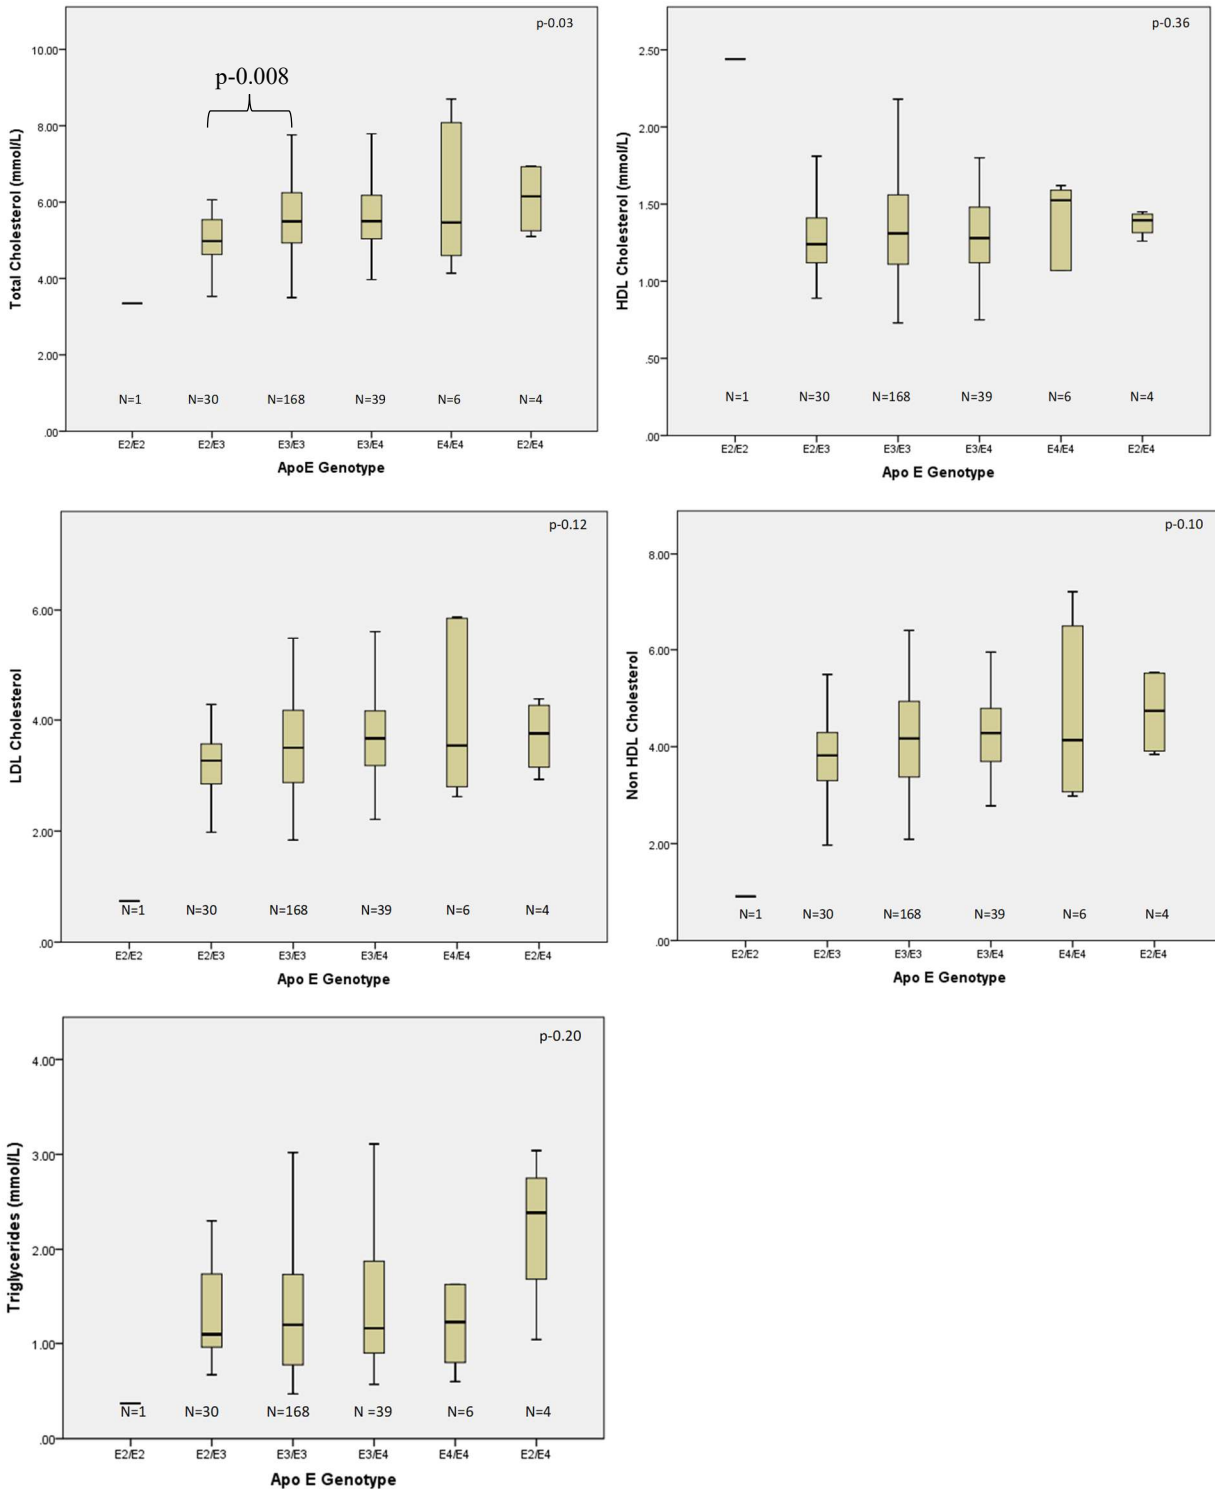 p-0.03
p-0.008
Total Cholesterol (mmol/L)
10.00
8.00
6.00
4.00
2.00
.00
N=1 N=30 N=168 N=39 N=6 N=4
E2/E2 E2/E3 E3/E3 E3/E4 E4/E4 E2/E4
ApoE Genotype
p-0.36
HDL Cholesterol (mmol/L)
2.50
2.00
1.50
1.00
.50
.00
N=1 N=30 N=168 N=39 N=6 N=4
E2/E2 E2/E3 E3/E3 E3/E4 E4/E4 E2/E4
Apo E Genotype
p-0.12
LDL Cholesterol
6.00
4.00
2.00
.00
N=1 N=30 N=168 N=39 N=6 N=4
E2/E2 E2/E3 E3/E3 E3/E4 E4/E4 E2/E4
Apo E Genotype
p-0.10
Non HDL Cholesterol
8.00
6.00
4.00
2.00
.00
N=1 N=30 N=168 N=39 N=6 N=4
E2/E2 E2/E3 E3/E3 E3/E4 E4/E4 E2/E4
Apo E Genotype
p-0.20
Triglycerides (mmol/L)
4.00
3.00
2.00
1.00
.00
N=1 N=30 N=168 N =39 N=6 N=4
E2/E2 E2/E3 E3/E3 E3/E4 E4/E4 E2/E4
Apo E Genotype